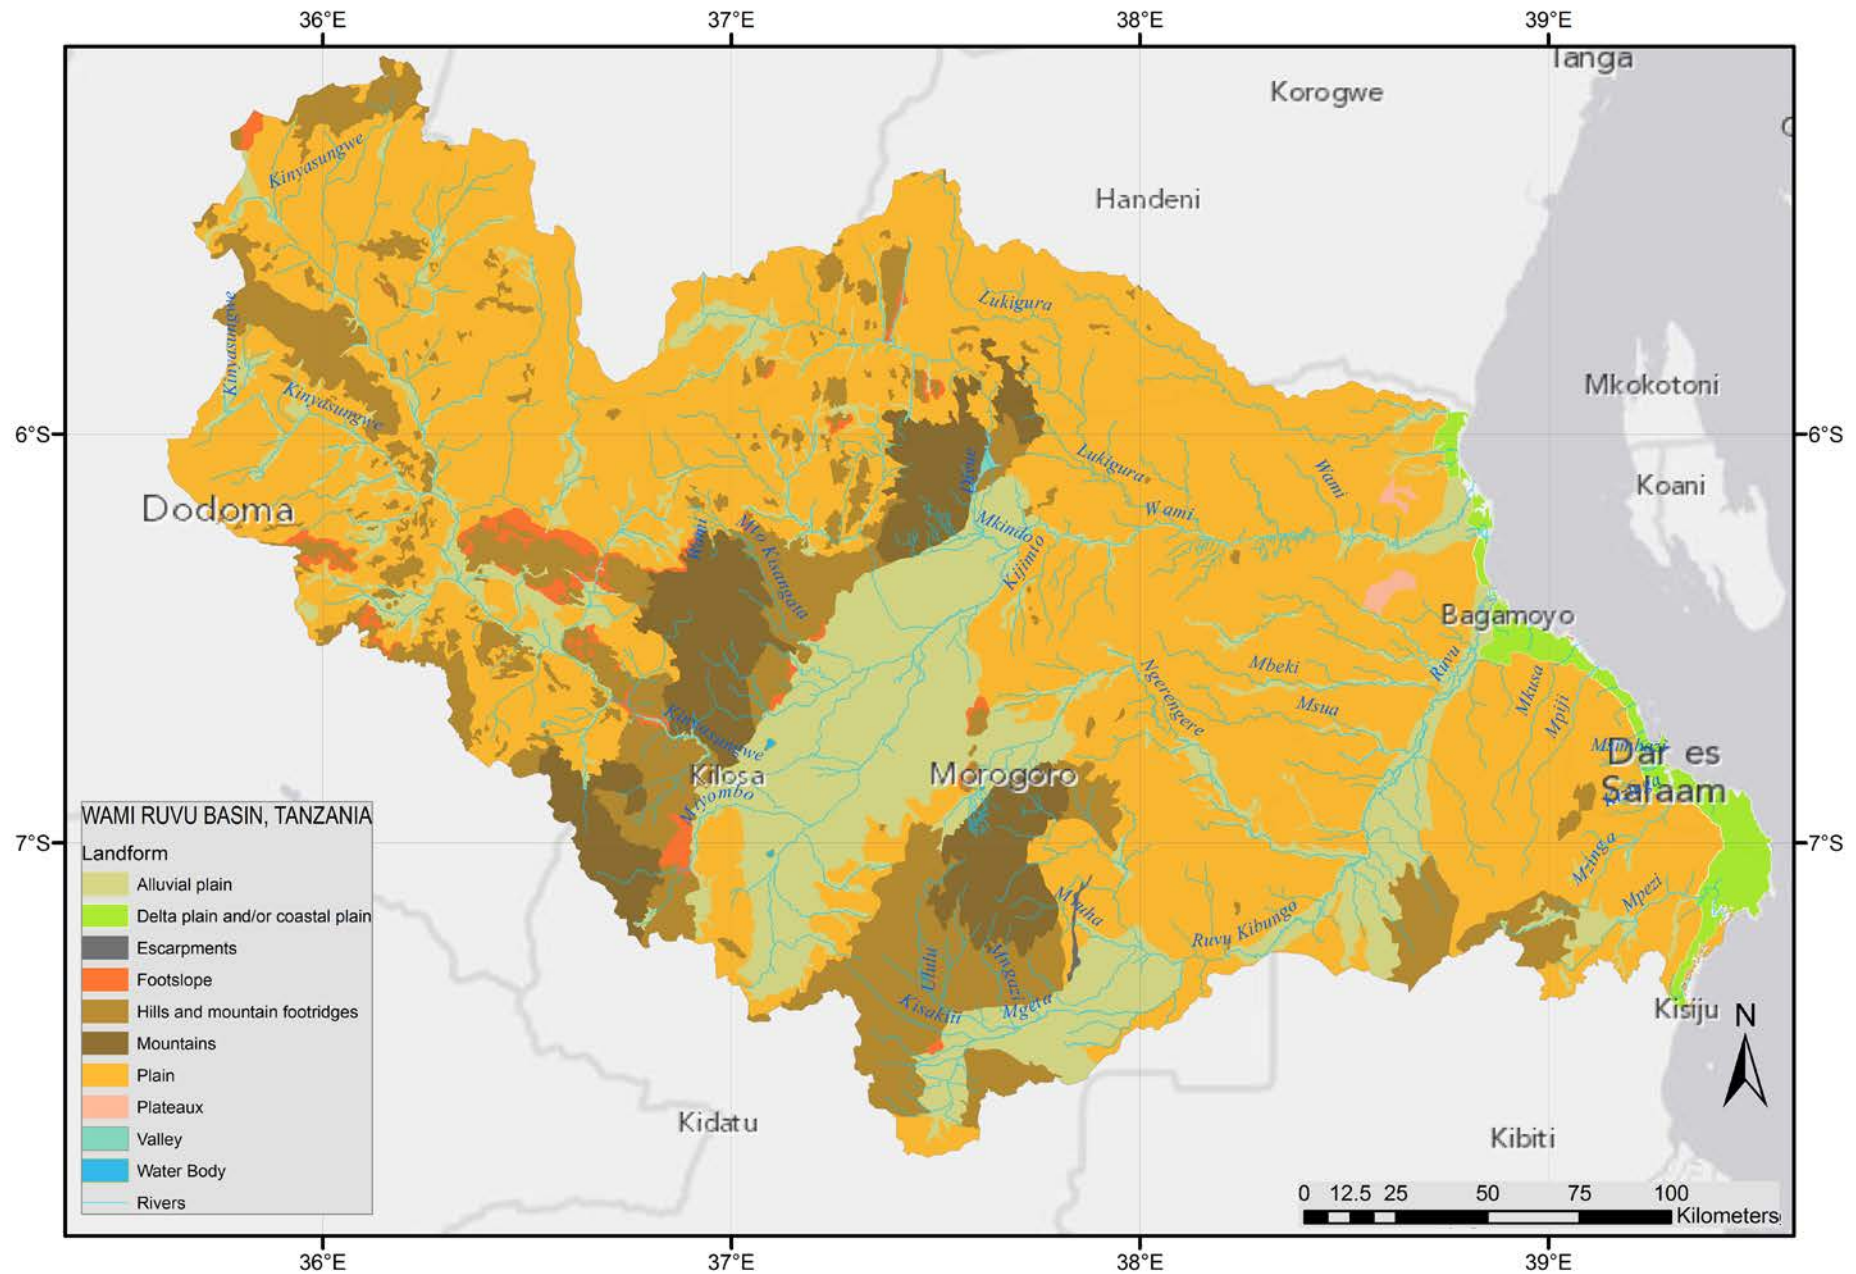 36°E 37°E 38°E 39°E
Tanga
Korogwe
Handeni
Kinyasungwe
Kinyasungwe
Kinyasungwe
Lukigura
Mkokotoni
6°S 6°S
Dodoma
Koani
Lukigura
Wami
Wami
Mkindo
Kijimio
Mto Kisangata
Bagamoyo
Ruvu
Mbeki
Msua
Ngerengere
Mkusa
Mpiji
Kinyasungwe
Kilosa
Morogoro
Dar es
Salaam
Miyombo
7°S 7°S
Mzinga
Mpezi
Mvuha
Ruvu Kibungo
Ululu
Mngazi
Mgeta
Kisiju
Kidatu
Kibiti
N
WAMI RUVU BASIN, TANZANIA
Landform
Alluvial plain
Delta plain and/or coastal plain
Escarpments
Footslope
Hills and mountain footridges
Mountains
Plain
Plateaux
Valley
Water Body
Rivers
0 12.5 25 50 75 100
Kilometers
36°E 37°E 38°E 39°E